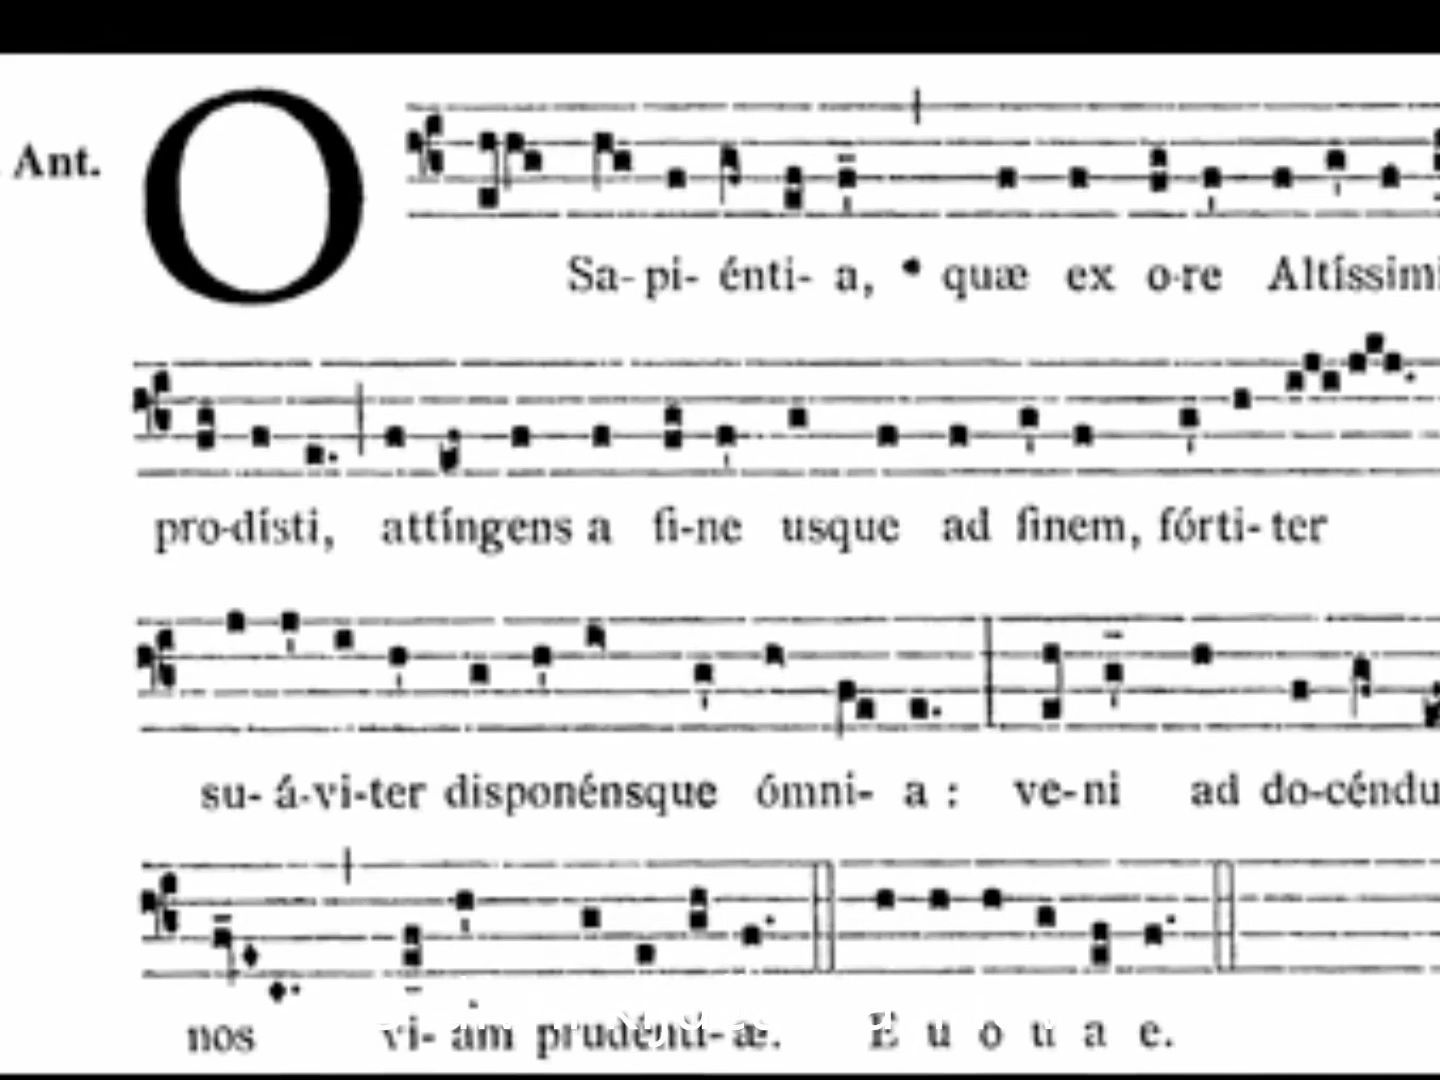 Ant. O Sa- pi- énti- a, * quæ ex o-re Altíssimi
pro-dísti, attíngens a fi-ne usque ad finem, fórti- ter
su- á-vi-ter disponénsque ómni- a : ve-ni ad do-céndu
nos vi- am prudénti- æ. E u o u a e.